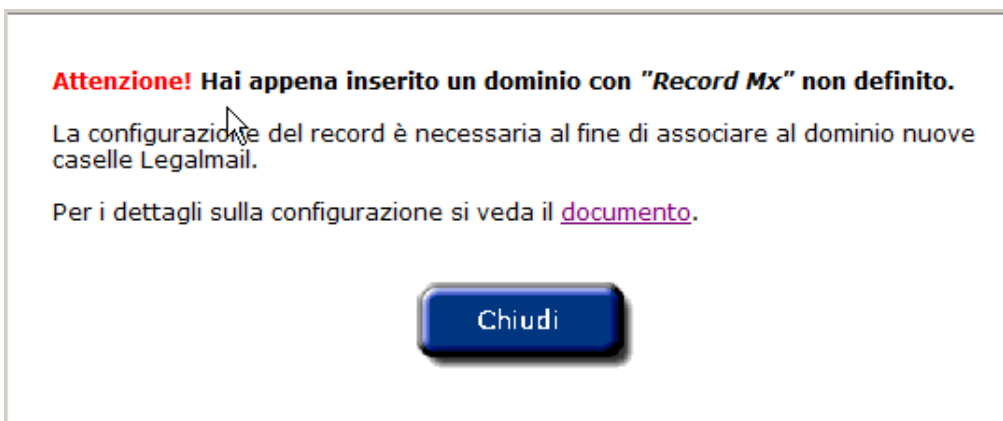 Attenzione! Hai appena inserito un dominio con "Record Mx" non definito.
La configurazione del record è necessaria al fine di associare al dominio nuove
caselle Legalmail.
Per i dettagli sulla configurazione si veda il documento.
Chiudi